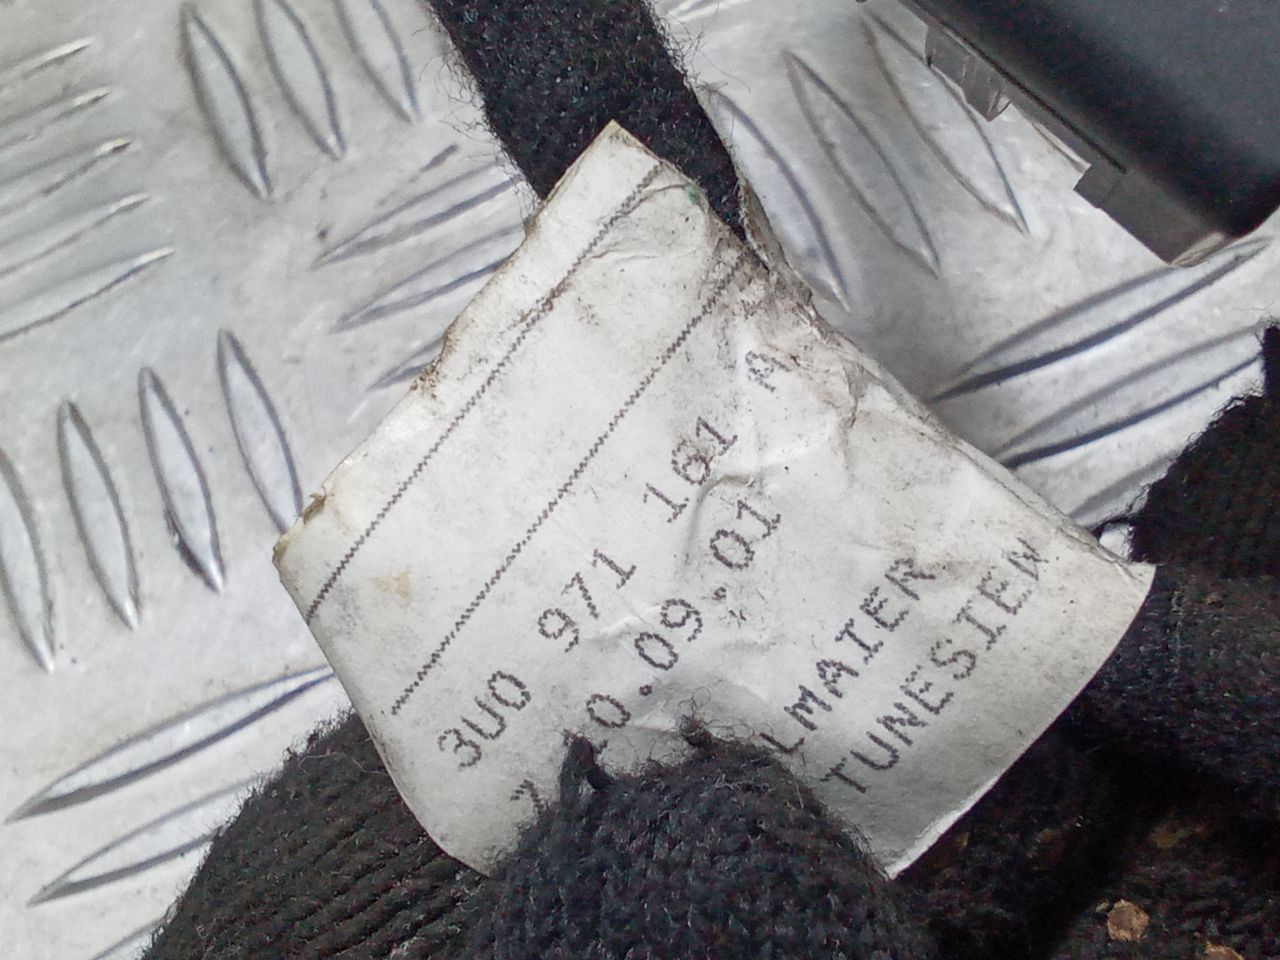 3U0 971 161 A
0.09.01
LMAIER
TUNESIEN